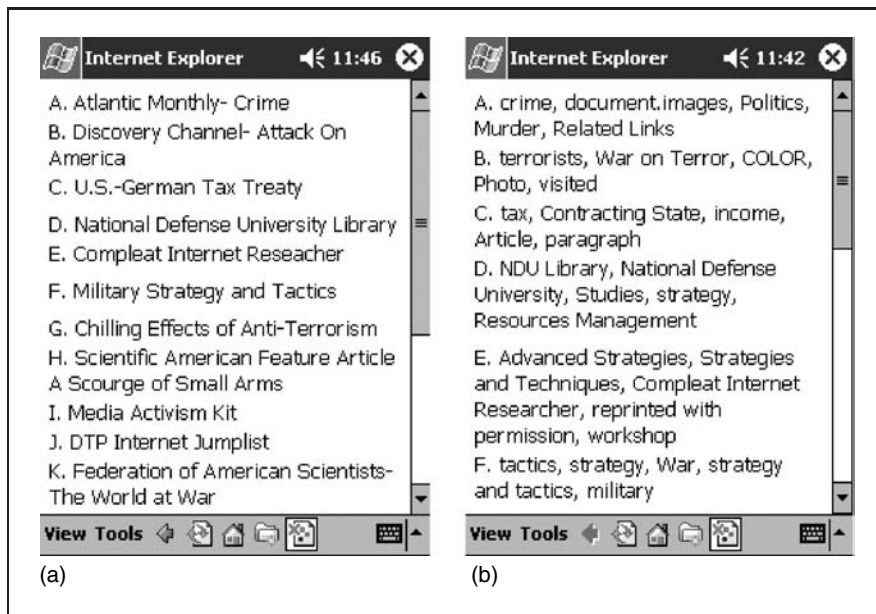 Internet Explorer 11:46
A. Atlantic Monthly- Crime
B. Discovery Channel- Attack On
America
C. U.S.-German Tax Treaty
D. National Defense University Library
E. Compleat Internet Reseacher
F. Military Strategy and Tactics
G. Chilling Effects of Anti-Terrorism
H. Scientific American Feature Article
A Scourge of Small Arms
I. Media Activism Kit
J. DTP Internet Jumplist
K. Federation of American Scientists-
The World at War
View Tools
(a)
Internet Explorer 11:42
A. crime, document.images, Politics,
Murder, Related Links
B. terrorists, War on Terror, COLOR,
Photo, visited
C. tax, Contracting State, income,
Article, paragraph
D. NDU Library, National Defense
University, Studies, strategy,
Resources Management
E. Advanced Strategies, Strategies
and Techniques, Compleat Internet
Researcher, reprinted with
permission, workshop
F. tactics, strategy, War, strategy
and tactics, military
View Tools
(b)